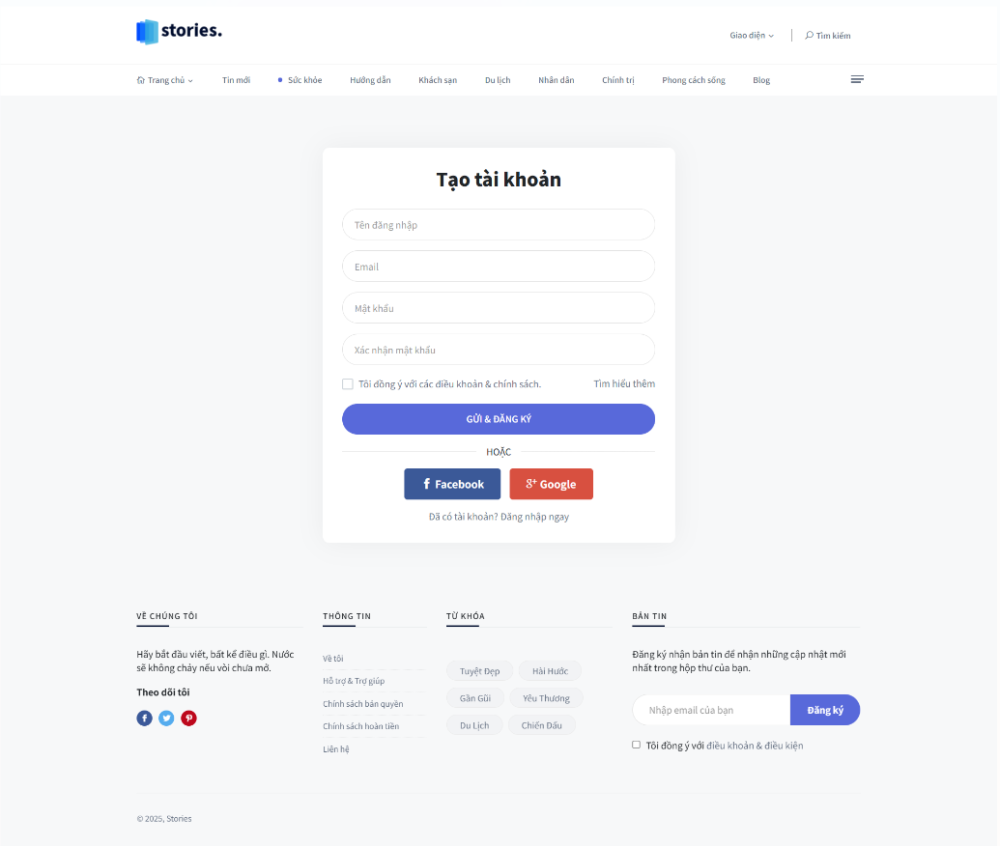 stories.
Giao diện
Tìm kiếm
Trang chủ
Tin mới
Sức khỏe
Hướng dẫn
Khách sạn
Du lịch
Nhân dân
Chính trị
Phong cách sống
Blog
Tạo tài khoản
Tên đăng nhập
Email
Mật khẩu
Xác nhận mật khẩu
Tôi đồng ý với các điều khoản & chính sách.
Tìm hiểu thêm
GỬI & ĐĂNG KÝ
HOẶC
Facebook
Google
Đã có tài khoản? Đăng nhập ngay
VỀ CHÚNG TÔI
Hãy bắt đầu viết, bất kể điều gì. Nước
sẽ không chảy nếu vòi chưa mở.
Theo dõi tôi
THÔNG TIN
Về tôi
Hỗ trợ & Trợ giúp
Chính sách bản quyền
Chính sách hoàn tiền
Liên hệ
TỪ KHÓA
Tuyệt Đẹp
Hài Hước
Gần Gũi
Yêu Thương
Du Lịch
Chiến Đấu
BẢN TIN
Đăng ký nhận bản tin để nhận những cập nhật mới
nhất trong hộp thư của bạn.
Nhập email của bạn
Đăng ký
Tôi đồng ý với điều khoản & điều kiện
© 2025, Stories